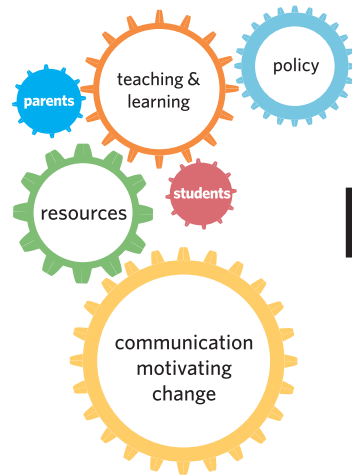 teaching &
learning
policy
parents
students
resources
communication
motivating
change